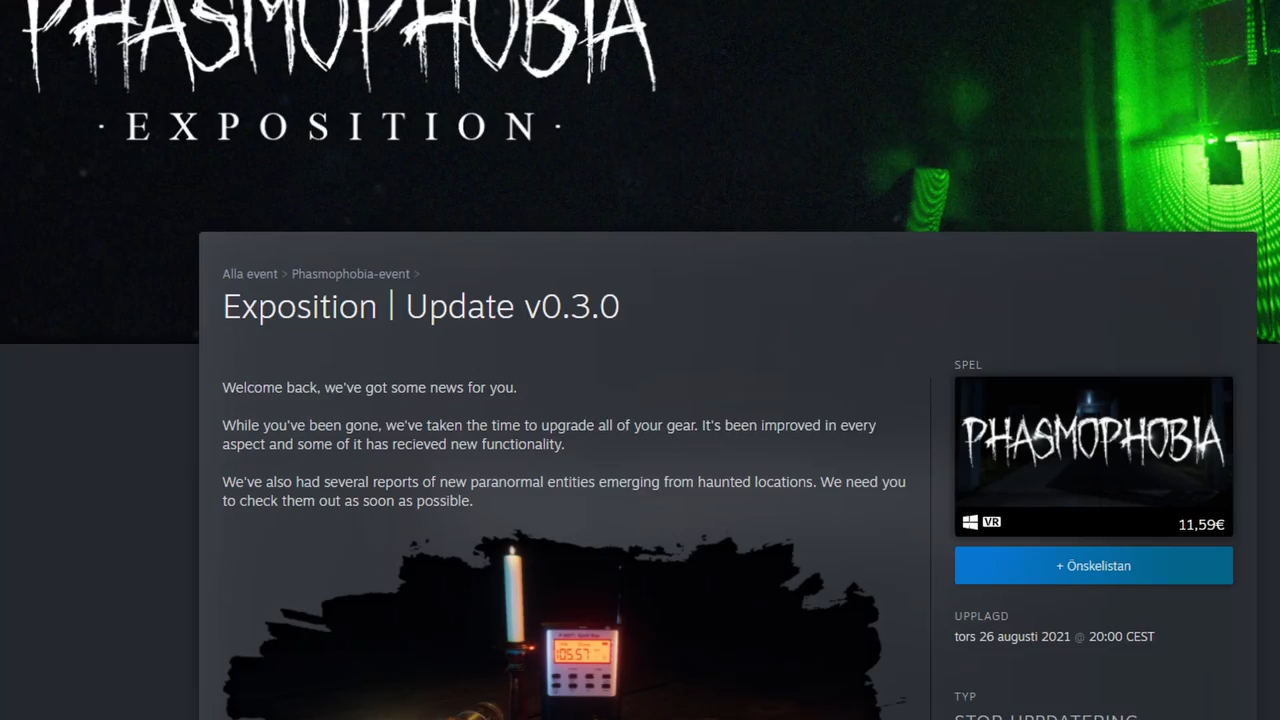 PHASMOPHOBIA
· EXPOSITION ·
Alla event > Phasmophobia-event >
Exposition | Update v0.3.0
Welcome back, we've got some news for you.
While you've been gone, we've taken the time to upgrade all of your gear. It's been improved in every
aspect and some of it has recieved new functionality.
We've also had several reports of new paranormal entities emerging from haunted locations. We need you
to check them out as soon as possible.
105.57
SPEL
PHASMOPHOBIA
VR
11,59€
+ Önskelistan
UPPLAGD
tors 26 augusti 2021 @ 20:00 CEST
TYP
STOR UPPDATERING